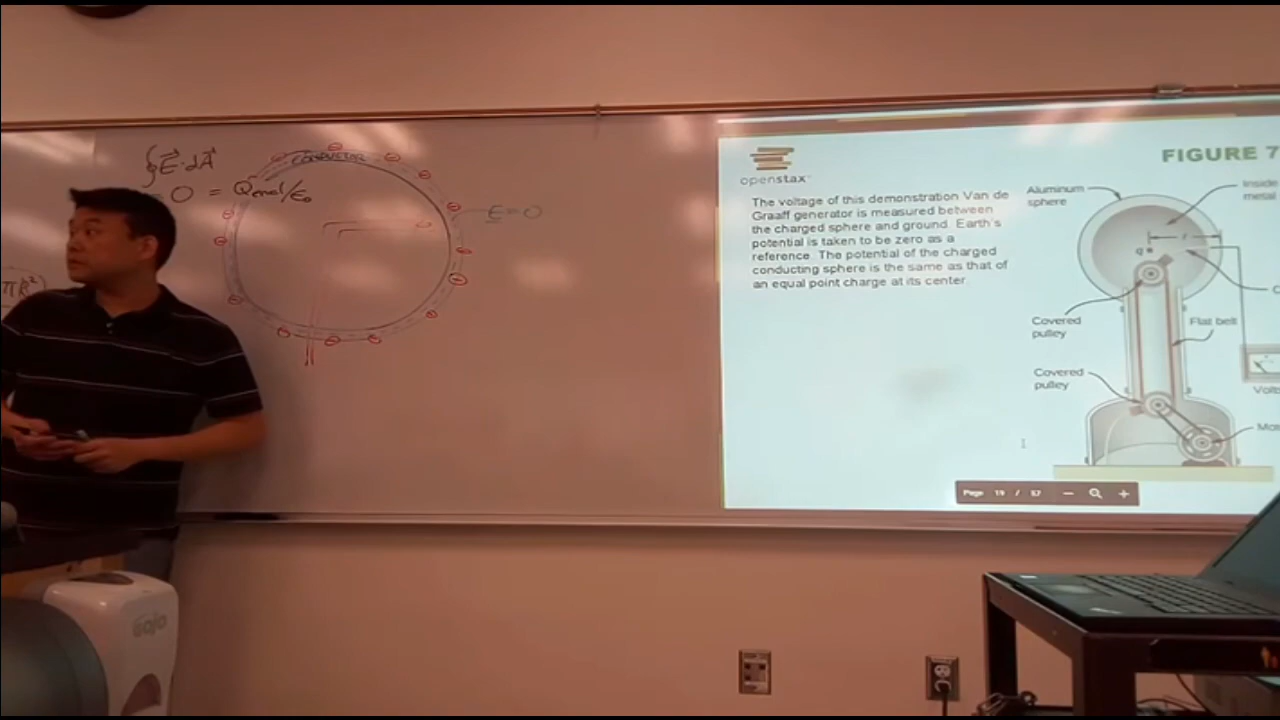 ∮E⃗·dA⃗
0 = Qencl/ε₀
CONDUCTOR
E=0
πR²)
openstax
FIGURE 7
The voltage of this demonstration Van de
Graaff generator is measured between
the charged sphere and ground. Earth's
potential is taken to be zero as a
reference. The potential of the charged
conducting sphere is the same as that of
an equal point charge at its center.
Aluminum
sphere
Inside
metal
r
q
Covered
pulley
Flat belt
Covered
pulley
Page 19 / 57
GOJO